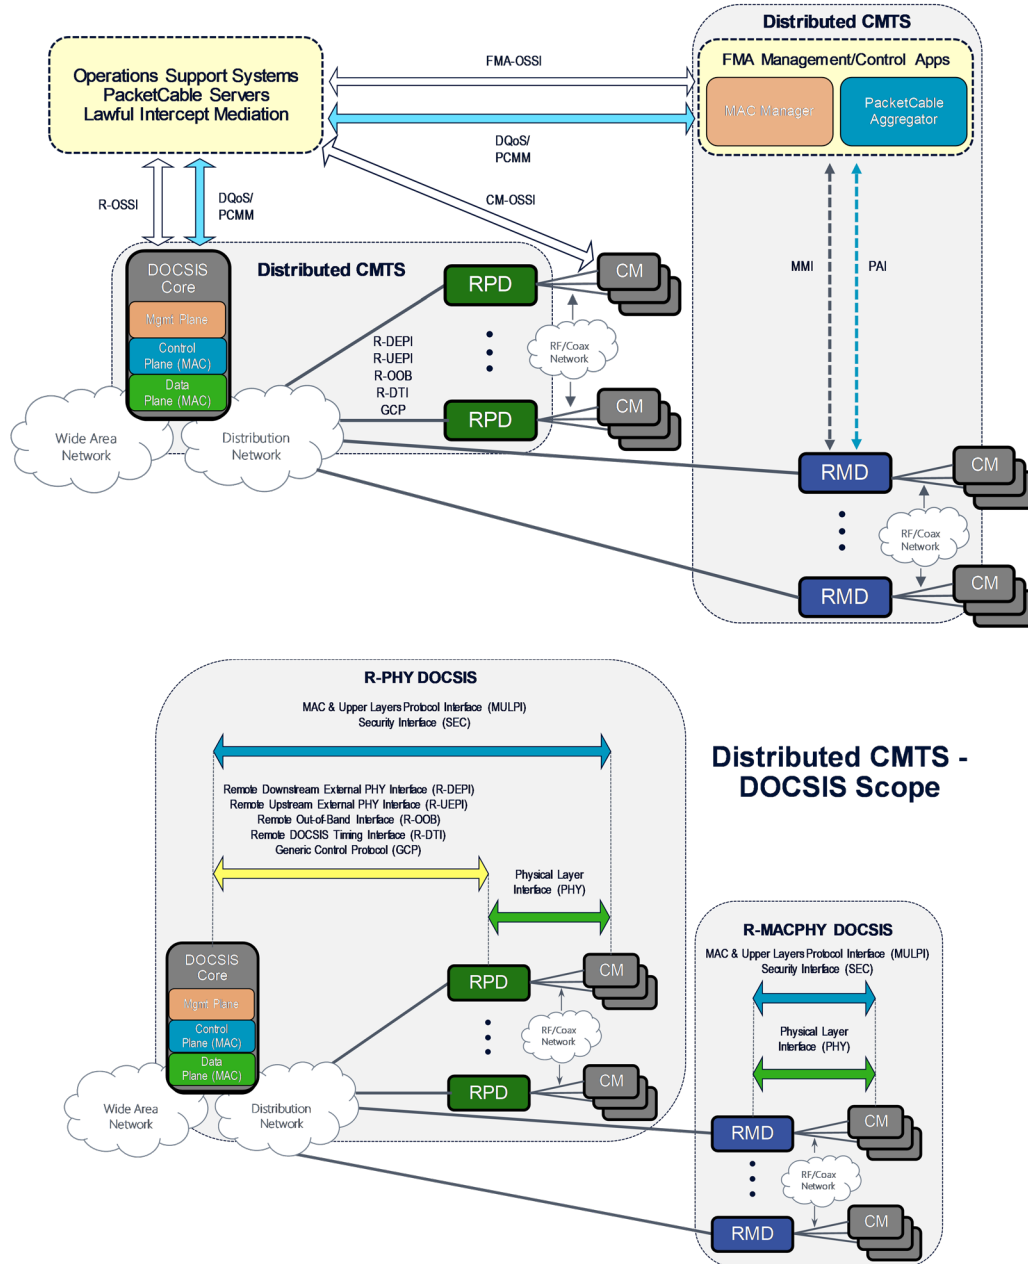 Distributed CMTS
Operations Support Systems
PacketCable Servers
Lawful Intercept Mediation
FMA-OSSI
FMA Management/Control Apps
MAC Manager
PacketCable
Aggregator
DQoS/
PCMM
CM-OSSI
R-OSSI
DQoS/
PCMM
MMI
PAI
DOCSIS
Core
Mgmt Plane
Control
Plane (MAC)
Data
Plane (MAC)
Distributed CMTS
RPD
CM
R-DEPI
R-UEPI
R-OOB
R-DTI
GCP
RF/Coax
Network
RPD
CM
Wide Area
Network
Distribution
Network
RMD
CM
RF/Coax
Network
RMD
CM
R-PHY DOCSIS
MAC & Upper Layers Protocol Interface (MULPI)
Security Interface (SEC)
Distributed CMTS -
DOCSIS Scope
Remote Downstream External PHY Interface (R-DEPI)
Remote Upstream External PHY Interface (R-UEPI)
Remote Out-of-Band Interface (R-OOB)
Remote DOCSIS Timing Interface (R-DTI)
Generic Control Protocol (GCP)
Physical Layer
Interface (PHY)
R-MACPHY DOCSIS
MAC & Upper Layers Protocol Interface (MULPI)
Security Interface (SEC)
Physical Layer
Interface (PHY)
DOCSIS
Core
Mgmt Plane
Control
Plane (MAC)
Data
Plane (MAC)
RPD
CM
RF/Coax
Network
RPD
CM
Wide Area
Network
Distribution
Network
RMD
CM
RF/Coax
Network
RMD
CM